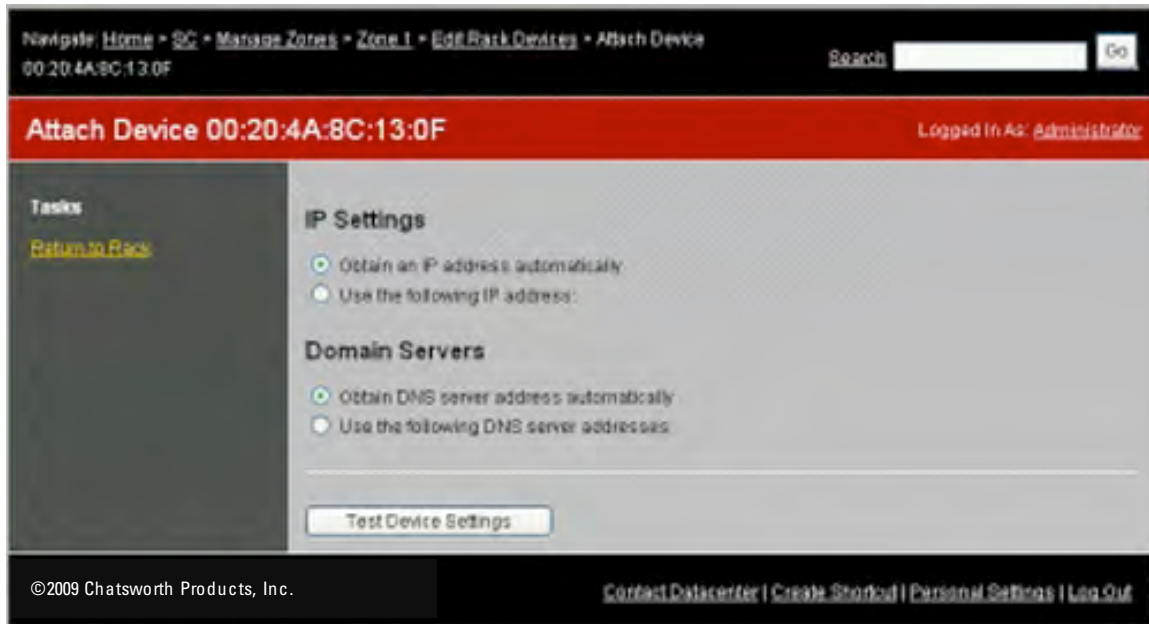 Navigate: Home • SC • Manage Zones • Zone 1 • Edit Rack Devices • Attach Device
00:20:4A:8C:13:0F
Search
Go
Attach Device 00:20:4A:8C:13:0F
Logged In As: Administrator
Tasks
Return to Rack
IP Settings
Obtain an IP address automatically
Use the following IP address:
Domain Servers
Obtain DNS server address automatically
Use the following DNS server addresses
Test Device Settings
©2009 Chatsworth Products, Inc.
Contact Datacenter | Create Shortcut | Personal Settings | Log Out